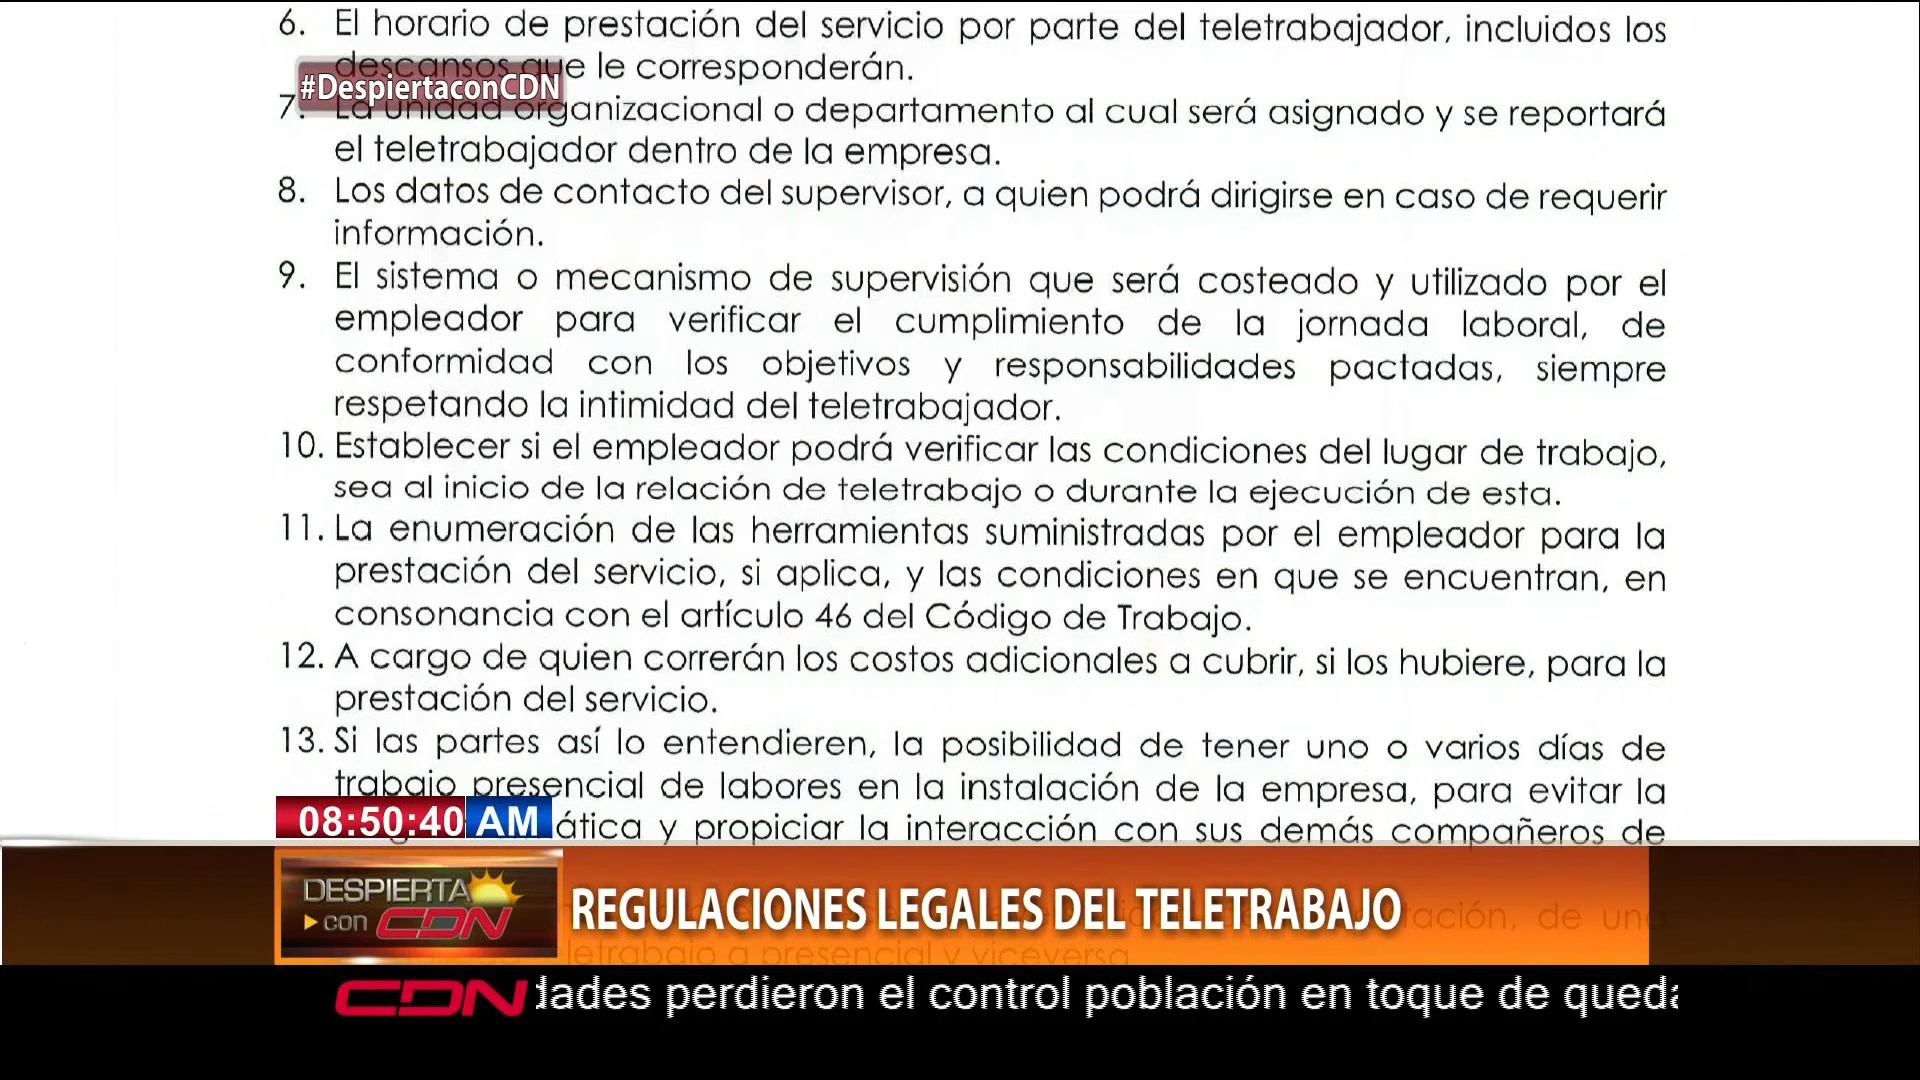 6. El horario de prestación del servicio por parte del teletrabajador, incluidos los
descansos que le corresponderán.
#DespiertaconCDN
7. La unidad organizacional o departamento al cual será asignado y se reportará
el teletrabajador dentro de la empresa.
8. Los datos de contacto del supervisor, a quien podrá dirigirse en caso de requerir
información.
9. El sistema o mecanismo de supervisión que será costeado y utilizado por el
empleador para verificar el cumplimiento de la jornada laboral, de
conformidad con los objetivos y responsabilidades pactadas, siempre
respetando la intimidad del teletrabajador.
10. Establecer si el empleador podrá verificar las condiciones del lugar de trabajo,
sea al inicio de la relación de teletrabajo o durante la ejecución de esta.
11. La enumeración de las herramientas suministradas por el empleador para la
prestación del servicio, si aplica, y las condiciones en que se encuentran, en
consonancia con el artículo 46 del Código de Trabajo.
12. A cargo de quien correrán los costos adicionales a cubrir, si los hubiere, para la
prestación del servicio.
13. Si las partes así lo entendieren, la posibilidad de tener uno o varios días de
trabajo presencial de labores en la instalación de la empresa, para evitar la
08:50:40 AM
ática y propiciar la interacción con sus demás compañeros de
DESPIERTA
con CDN
REGULACIONES LEGALES DEL TELETRABAJO
tación, de una
teletrabajo a presencial y viceversa
CDN
dades perdieron el control población en toque de queda